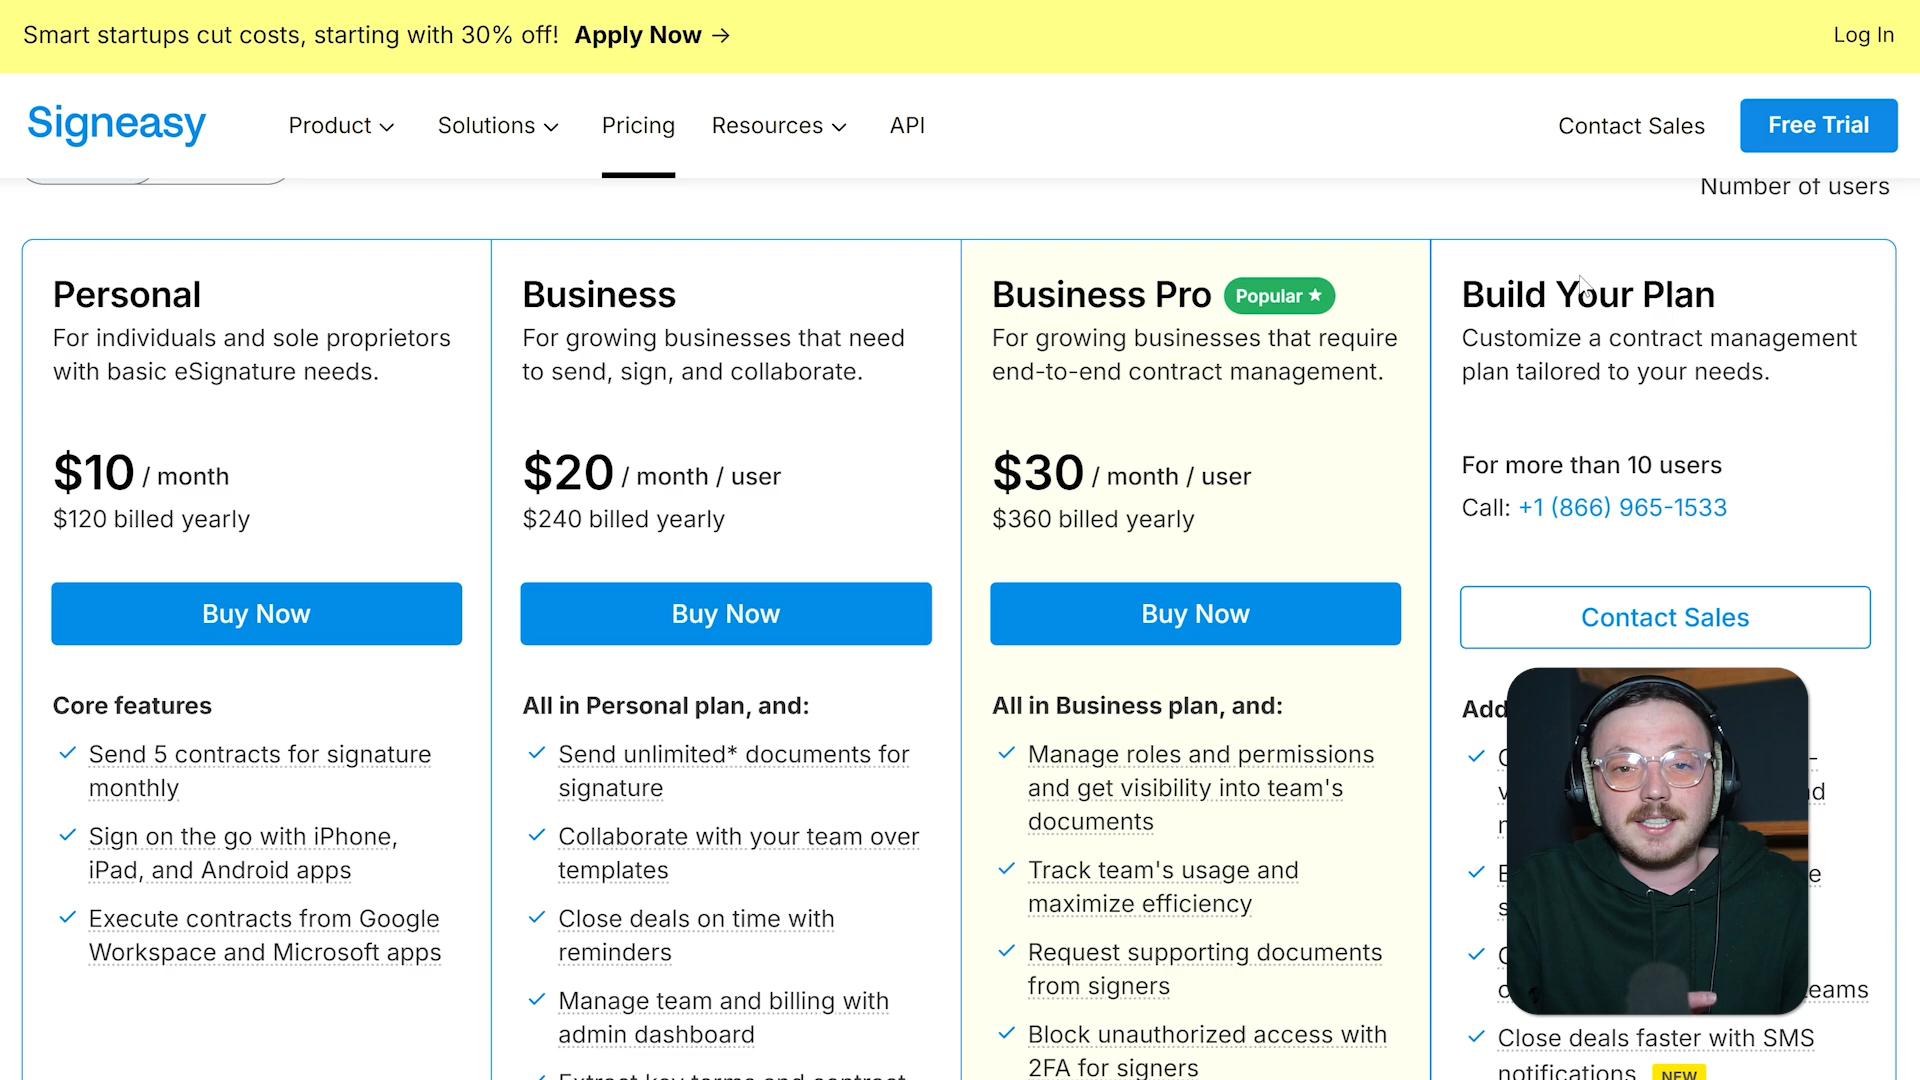 Smart startups cut costs, starting with 30% off! Apply Now →
Log In
Signeasy
Product
Solutions
Pricing
Resources
API
Contact Sales
Free Trial
Number of users
Personal
For individuals and sole proprietors
with basic eSignature needs.
$10 / month
$120 billed yearly
Buy Now
Core features
Send 5 contracts for signature
monthly
Sign on the go with iPhone,
iPad, and Android apps
Execute contracts from Google
Workspace and Microsoft apps
Business
For growing businesses that need
to send, sign, and collaborate.
$20 / month / user
$240 billed yearly
Buy Now
All in Personal plan, and:
Send unlimited* documents for
signature
Collaborate with your team over
templates
Close deals on time with
reminders
Manage team and billing with
admin dashboard
Extract key terms and contract
Business Pro Popular ★
For growing businesses that require
end-to-end contract management.
$30 / month / user
$360 billed yearly
Buy Now
All in Business plan, and:
Manage roles and permissions
and get visibility into team's
documents
Track team's usage and
maximize efficiency
Request supporting documents
from signers
Block unauthorized access with
2FA for signers
Build Your Plan
Customize a contract management
plan tailored to your needs.
For more than 10 users
Call: +1 (866) 965-1533
Contact Sales
Close deals faster with SMS
notifications NEW